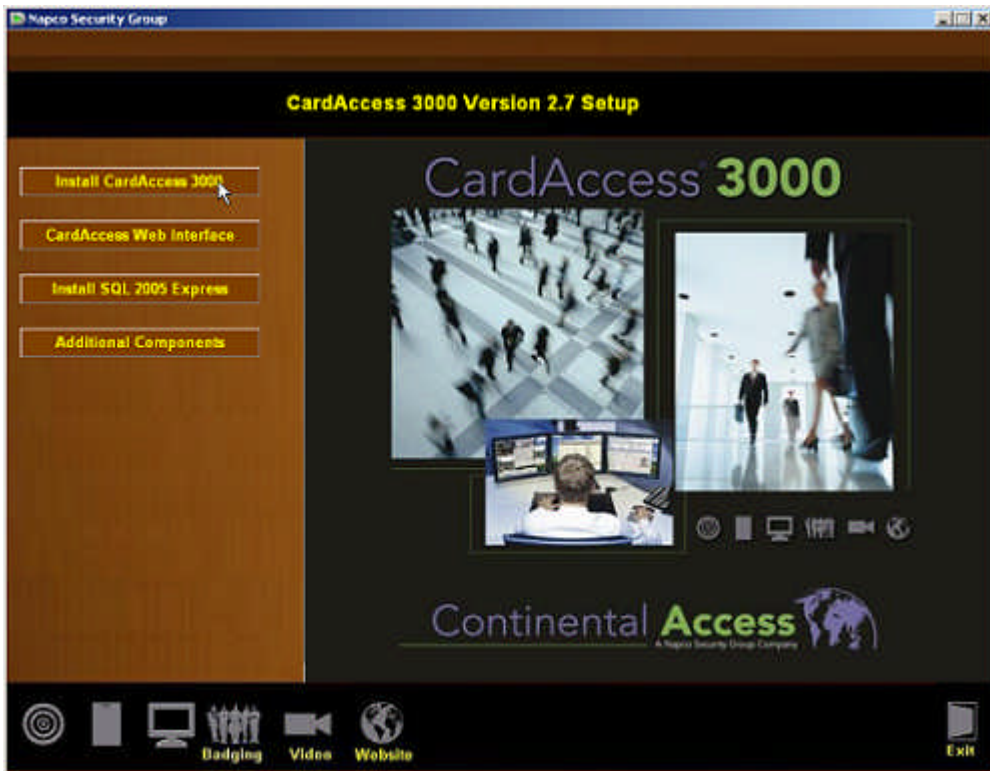 Napco Security Group
CardAccess 3000 Version 2.7 Setup
Install CardAccess 3000
CardAccess Web Interface
Install SQL 2005 Express
Additional Components
CardAccess 3000
Continental Access
A Napco Security Group Company
Badging
Video
Website
Exit